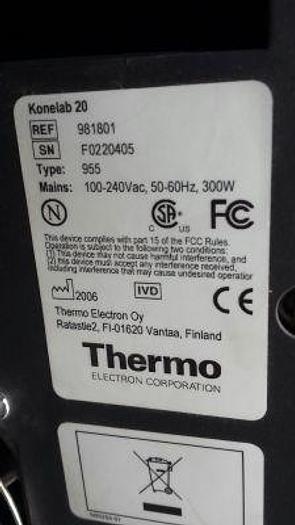 Konelab 20
REF 981801
SN F0220405
Type: 955
Mains: 100-240Vac, 50-60Hz, 300W
N
C SA US FC
This device complies with part 15 of the FCC Rules.
Operation is subject to the following two conditions:
(1) This device may not cause harmful interference, and
(2) this device must accept any interference received,
including interference that may cause undesired operation
2006 IVD CE
Thermo Electron Oy
Ratastie2, FI-01620 Vantaa, Finland
Thermo
ELECTRON CORPORATION